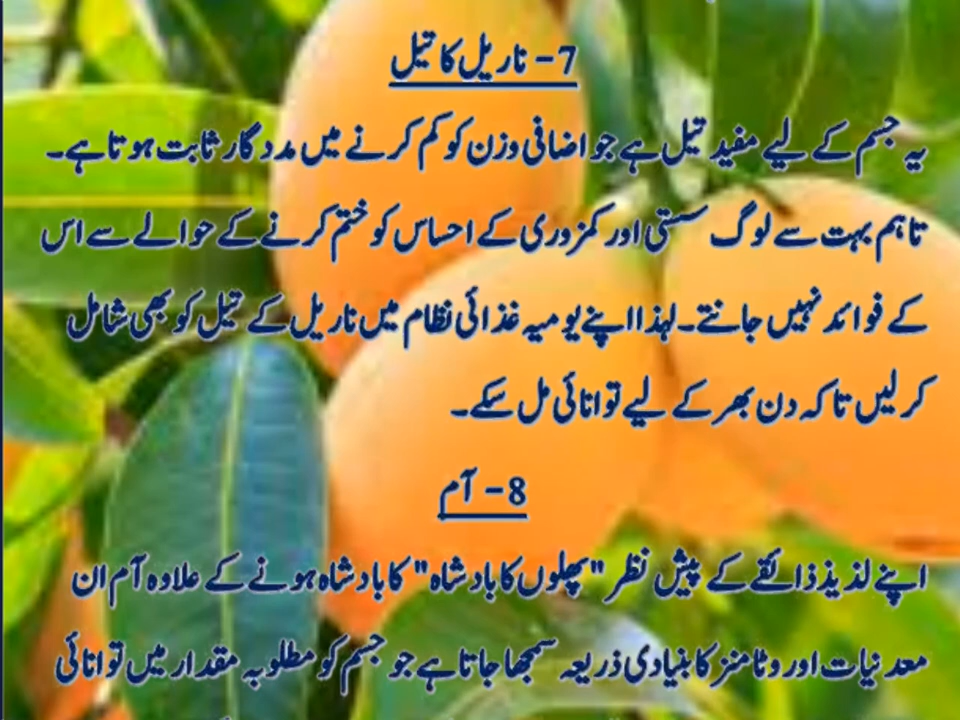 7- ناریل کا تیل
یہ جسم کے لیے مفید تیل ہے جو اضافی وزن کو کم کرنے میں مددگار ثابت ہوتا ہے۔
تاہم بہت سے لوگ سستی اور کمزوری کے احساس کو ختم کرنے کے حوالے سے اس
کے فوائد نہیں جانتے۔ لہذا اپنے یومیہ غذائی نظام میں ناریل کے تیل کو بھی شامل
کر لیں تاکہ دن بھر کے لیے توانائی مل سکے۔
8- آم
اپنے لذیذ ذائقے کے پیش نظر "پھلوں کا بادشاہ" کا بادشاہ ہونے کے علاوہ آم ان
معدنیات اور وٹامنز کا بنیادی ذریعہ سمجھا جاتا ہے جو جسم کو مطلوبہ مقدار میں توانائی